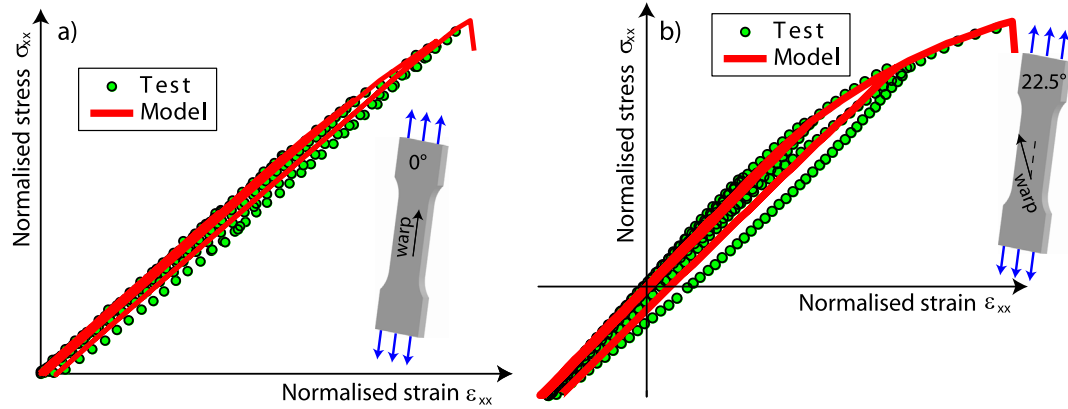 a)
Normalised stress σxx
Test
Model
0°
warp
Normalised strain εxx
b)
Normalised stress σxx
Test
Model
22.5°
warp
Normalised strain εxx